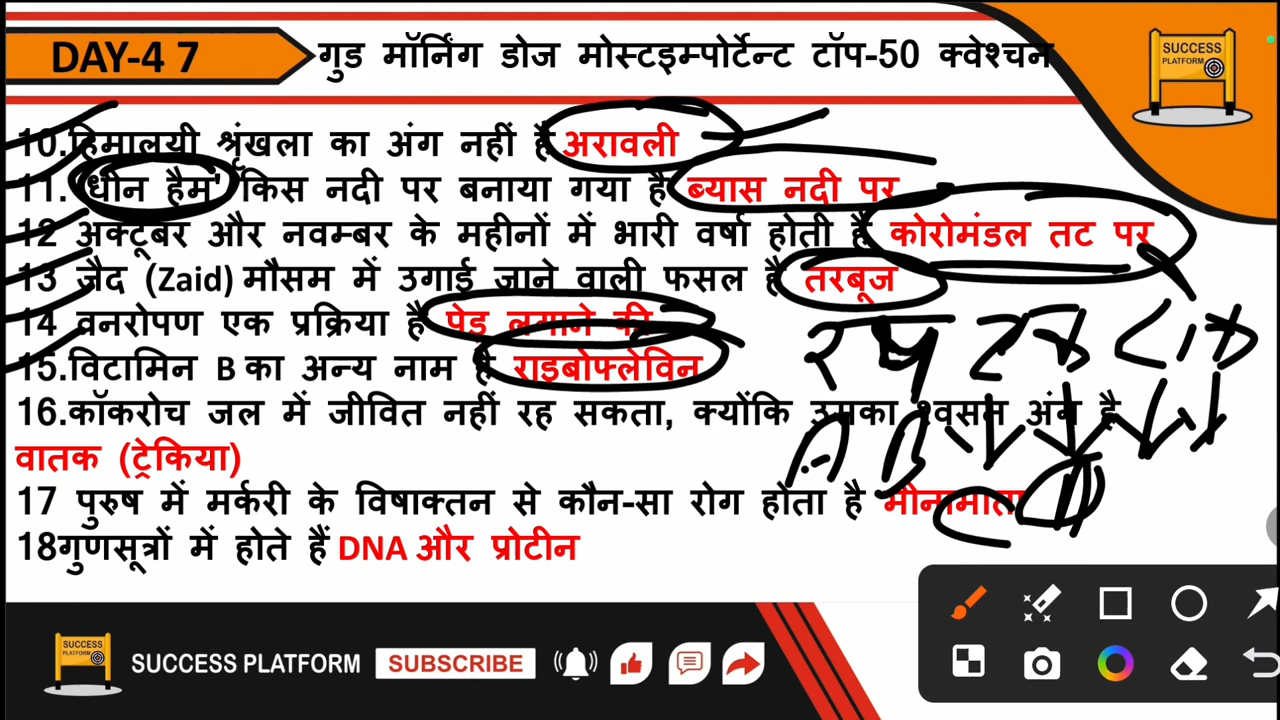 DAY-4 7
गुड मॉर्निंग डोज मोस्टइम्पोर्टेन्ट टॉप-50 क्वेश्चन
SUCCESS
PLATFORM
10.हिमालयी श्रृंखला का अंग नहीं है अरावली
11. 'धीन हैम' किस नदी पर बनाया गया है ब्यास नदी पर
12 अक्टूबर और नवम्बर के महीनों में भारी वर्षा होती है कोरोमंडल तट पर
13 जैद (Zaid) मौसम में उगाई जाने वाली फसल है तरबूज
14 वनरोपण एक प्रक्रिया है पेड़ लगाने की
15.विटामिन B का अन्य नाम है राइबोफ्लेविन
16.कॉकरोच जल में जीवित नहीं रह सकता, क्योंकि उसका श्वसन अंग है
वातक (ट्रेकिया)
17 पुरुष में मर्करी के विषाक्तन से कौन-सा रोग होता है मीनामाता
18गुणसूत्रों में होते हैं DNA और प्रोटीन
A B
SUCCESS
PLATFORM
SUCCESS PLATFORM
SUBSCRIBE